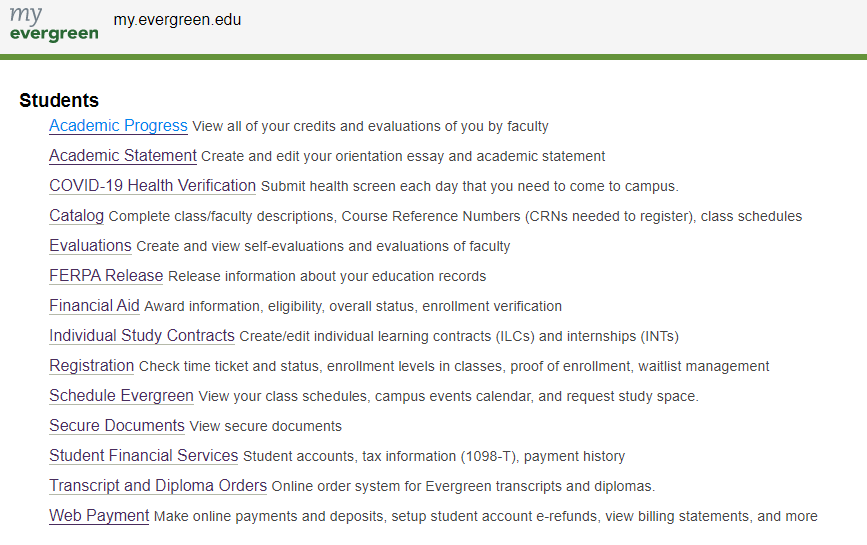 my
evergreen
my.evergreen.edu
Students
Academic Progress View all of your credits and evaluations of you by faculty
Academic Statement Create and edit your orientation essay and academic statement
COVID-19 Health Verification Submit health screen each day that you need to come to campus.
Catalog Complete class/faculty descriptions, Course Reference Numbers (CRNs needed to register), class schedules
Evaluations Create and view self-evaluations and evaluations of faculty
FERPA Release Release information about your education records
Financial Aid Award information, eligibility, overall status, enrollment verification
Individual Study Contracts Create/edit individual learning contracts (ILCs) and internships (INTs)
Registration Check time ticket and status, enrollment levels in classes, proof of enrollment, waitlist management
Schedule Evergreen View your class schedules, campus events calendar, and request study space.
Secure Documents View secure documents
Student Financial Services Student accounts, tax information (1098-T), payment history
Transcript and Diploma Orders Online order system for Evergreen transcripts and diplomas.
Web Payment Make online payments and deposits, setup student account e-refunds, view billing statements, and more